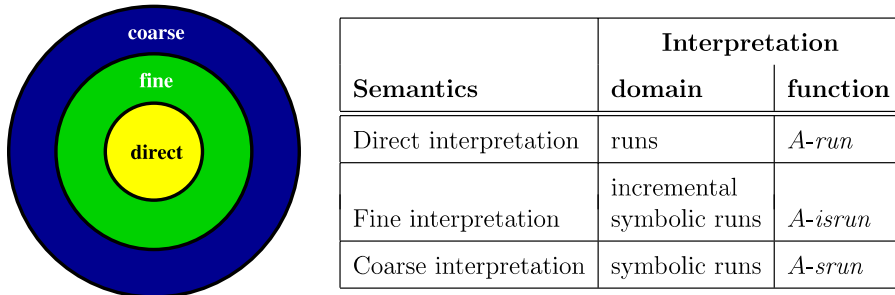 coarse
fine
direct
Interpretation
Semantics domain function
Direct interpretation runs A-run
incremental
Fine interpretation symbolic runs A-isrun
Coarse interpretation symbolic runs A-srun